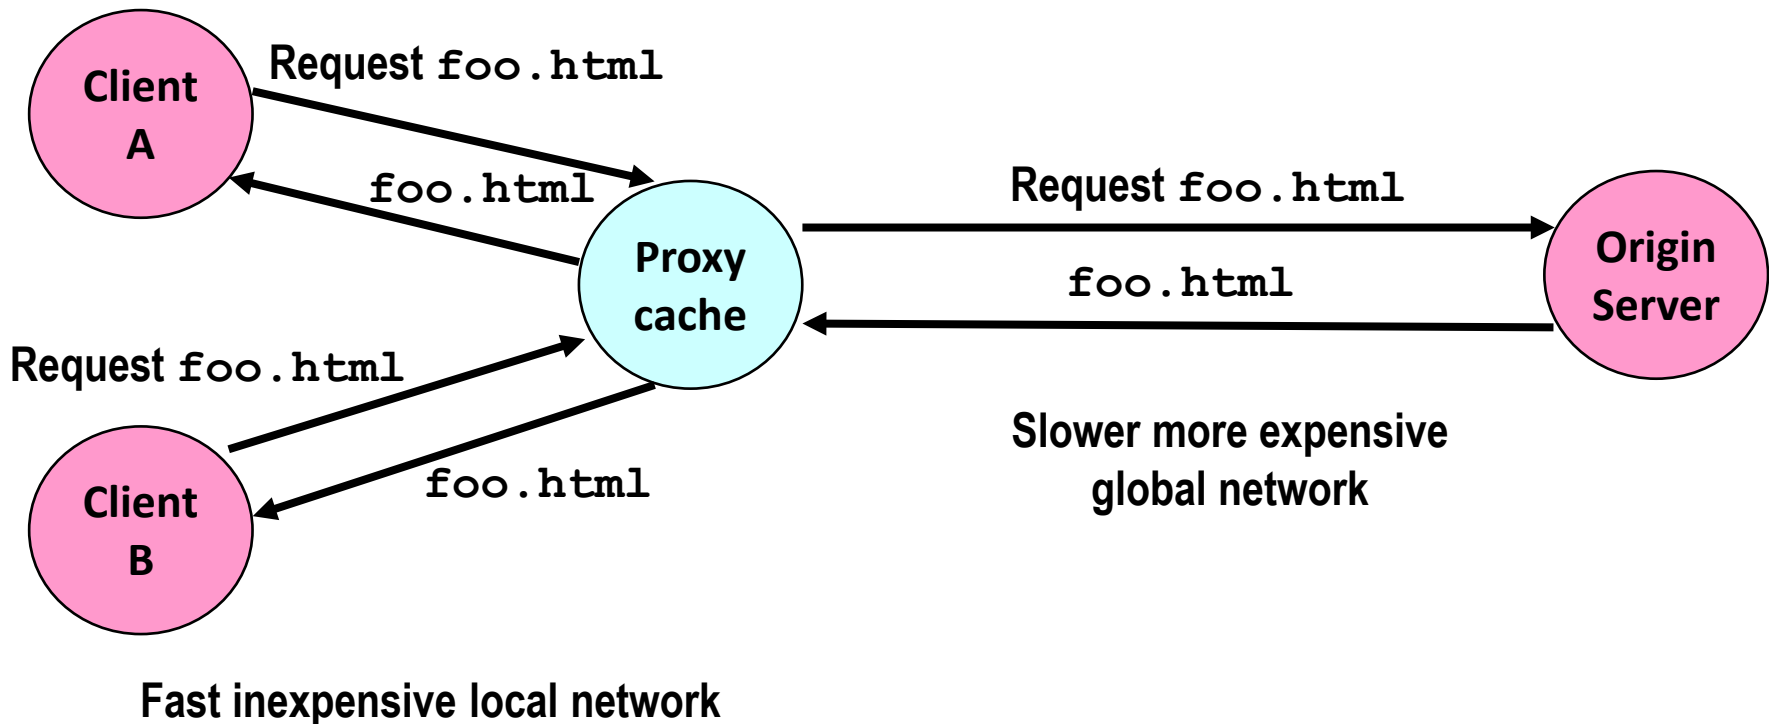 Client
A
Request foo.html
foo.html
Request foo.html
foo.html
Proxy
cache
Origin
Server
Request foo.html
foo.html
Client
B
Slower more expensive
global network
Fast inexpensive local network